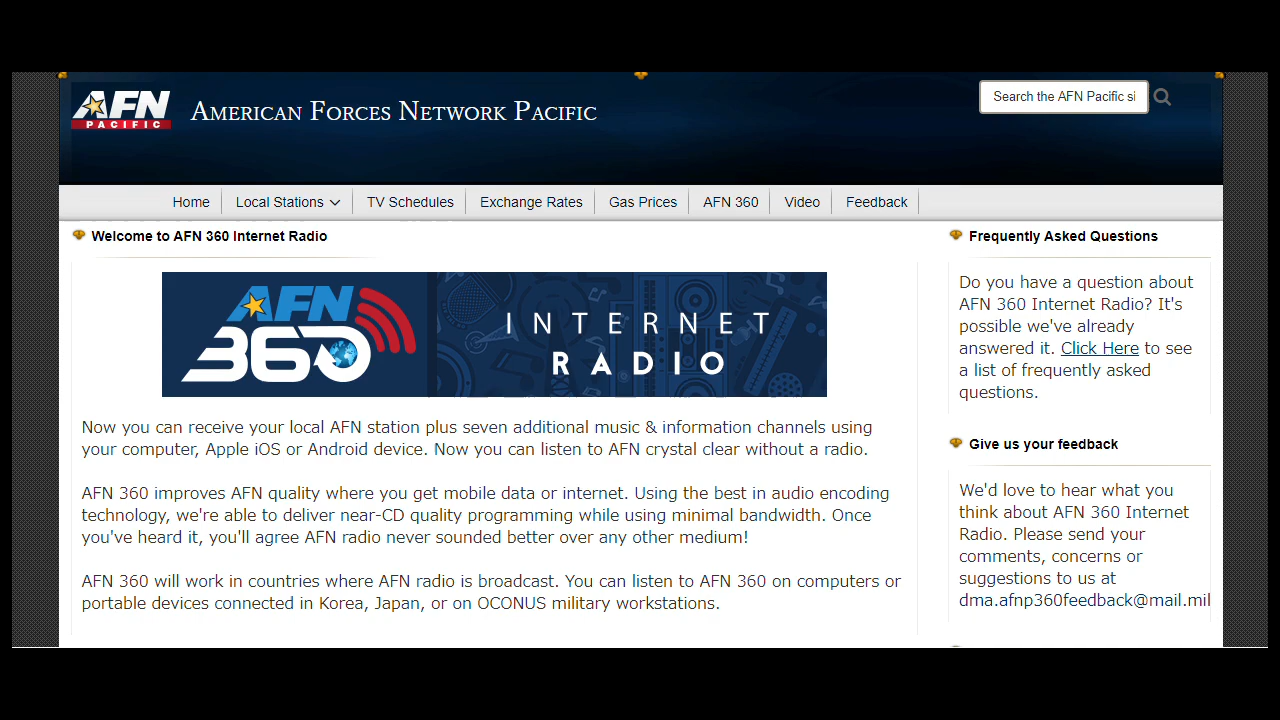 AFN
PACIFIC
American Forces Network Pacific
Search the AFN Pacific si
Home
Local Stations
TV Schedules
Exchange Rates
Gas Prices
AFN 360
Video
Feedback
Welcome to AFN 360 Internet Radio
AFN
360
INTERNET
RADIO
Now you can receive your local AFN station plus seven additional music & information channels using
your computer, Apple iOS or Android device. Now you can listen to AFN crystal clear without a radio.
AFN 360 improves AFN quality where you get mobile data or internet. Using the best in audio encoding
technology, we're able to deliver near-CD quality programming while using minimal bandwidth. Once
you've heard it, you'll agree AFN radio never sounded better over any other medium!
AFN 360 will work in countries where AFN radio is broadcast. You can listen to AFN 360 on computers or
portable devices connected in Korea, Japan, or on OCONUS military workstations.
Frequently Asked Questions
Do you have a question about
AFN 360 Internet Radio? It's
possible we've already
answered it. Click Here to see
a list of frequently asked
questions.
Give us your feedback
We'd love to hear what you
think about AFN 360 Internet
Radio. Please send your
comments, concerns or
suggestions to us at
dma.afnp360feedback@mail.mil